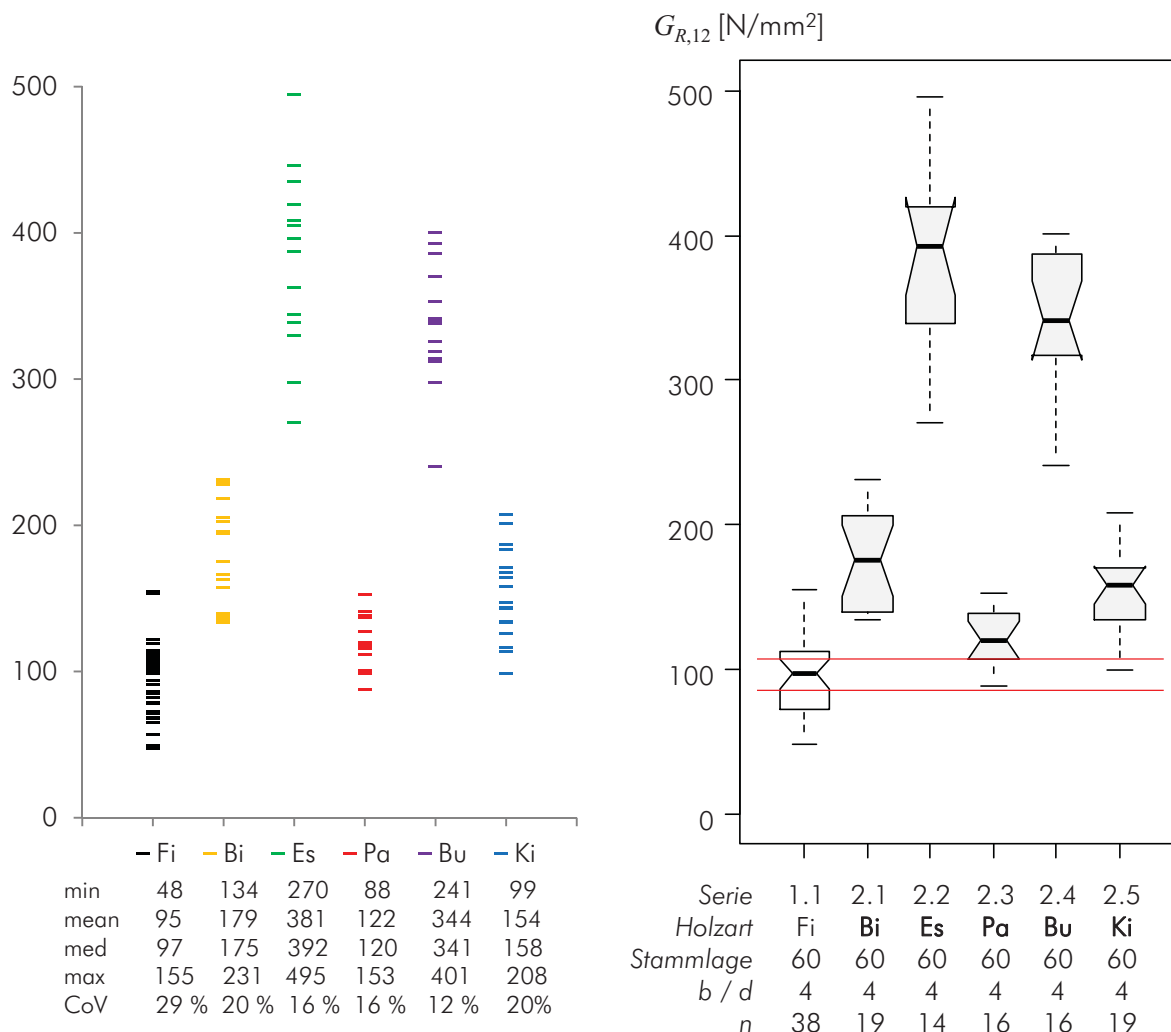 G_R,12 [N/mm²]
500
400
300
200
100
0
Fi Bi Es Pa Bu Ki
min 48 134 270 88 241 99
mean 95 179 381 122 344 154
med 97 175 392 120 341 158
max 155 231 495 153 401 208
CoV 29 % 20 % 16 % 16 % 12 % 20%
500
400
300
200
100
0
Serie 1.1 2.1 2.2 2.3 2.4 2.5
Holzart Fi Bi Es Pa Bu Ki
Stammlage 60 60 60 60 60 60
b / d 4 4 4 4 4 4
n 38 19 14 16 16 19